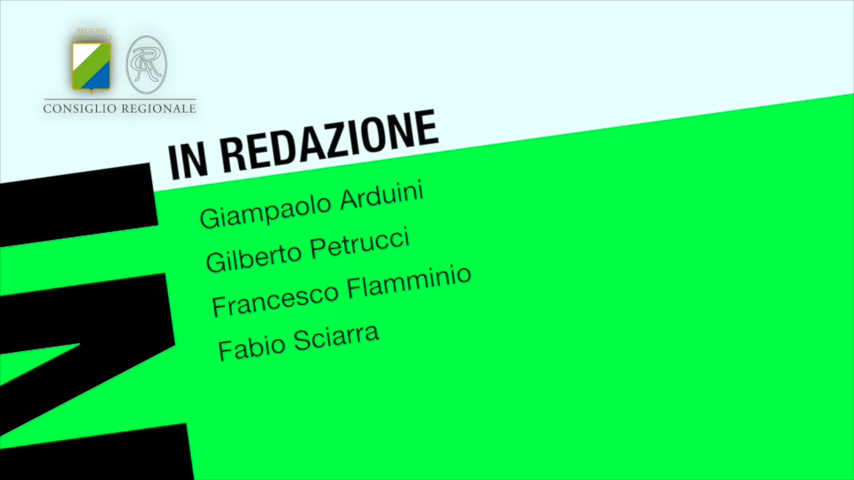 CONSIGLIO REGIONALE
IN REDAZIONE
Giampaolo Arduini
Gilberto Petrucci
Francesco Flamminio
Fabio Sciarra